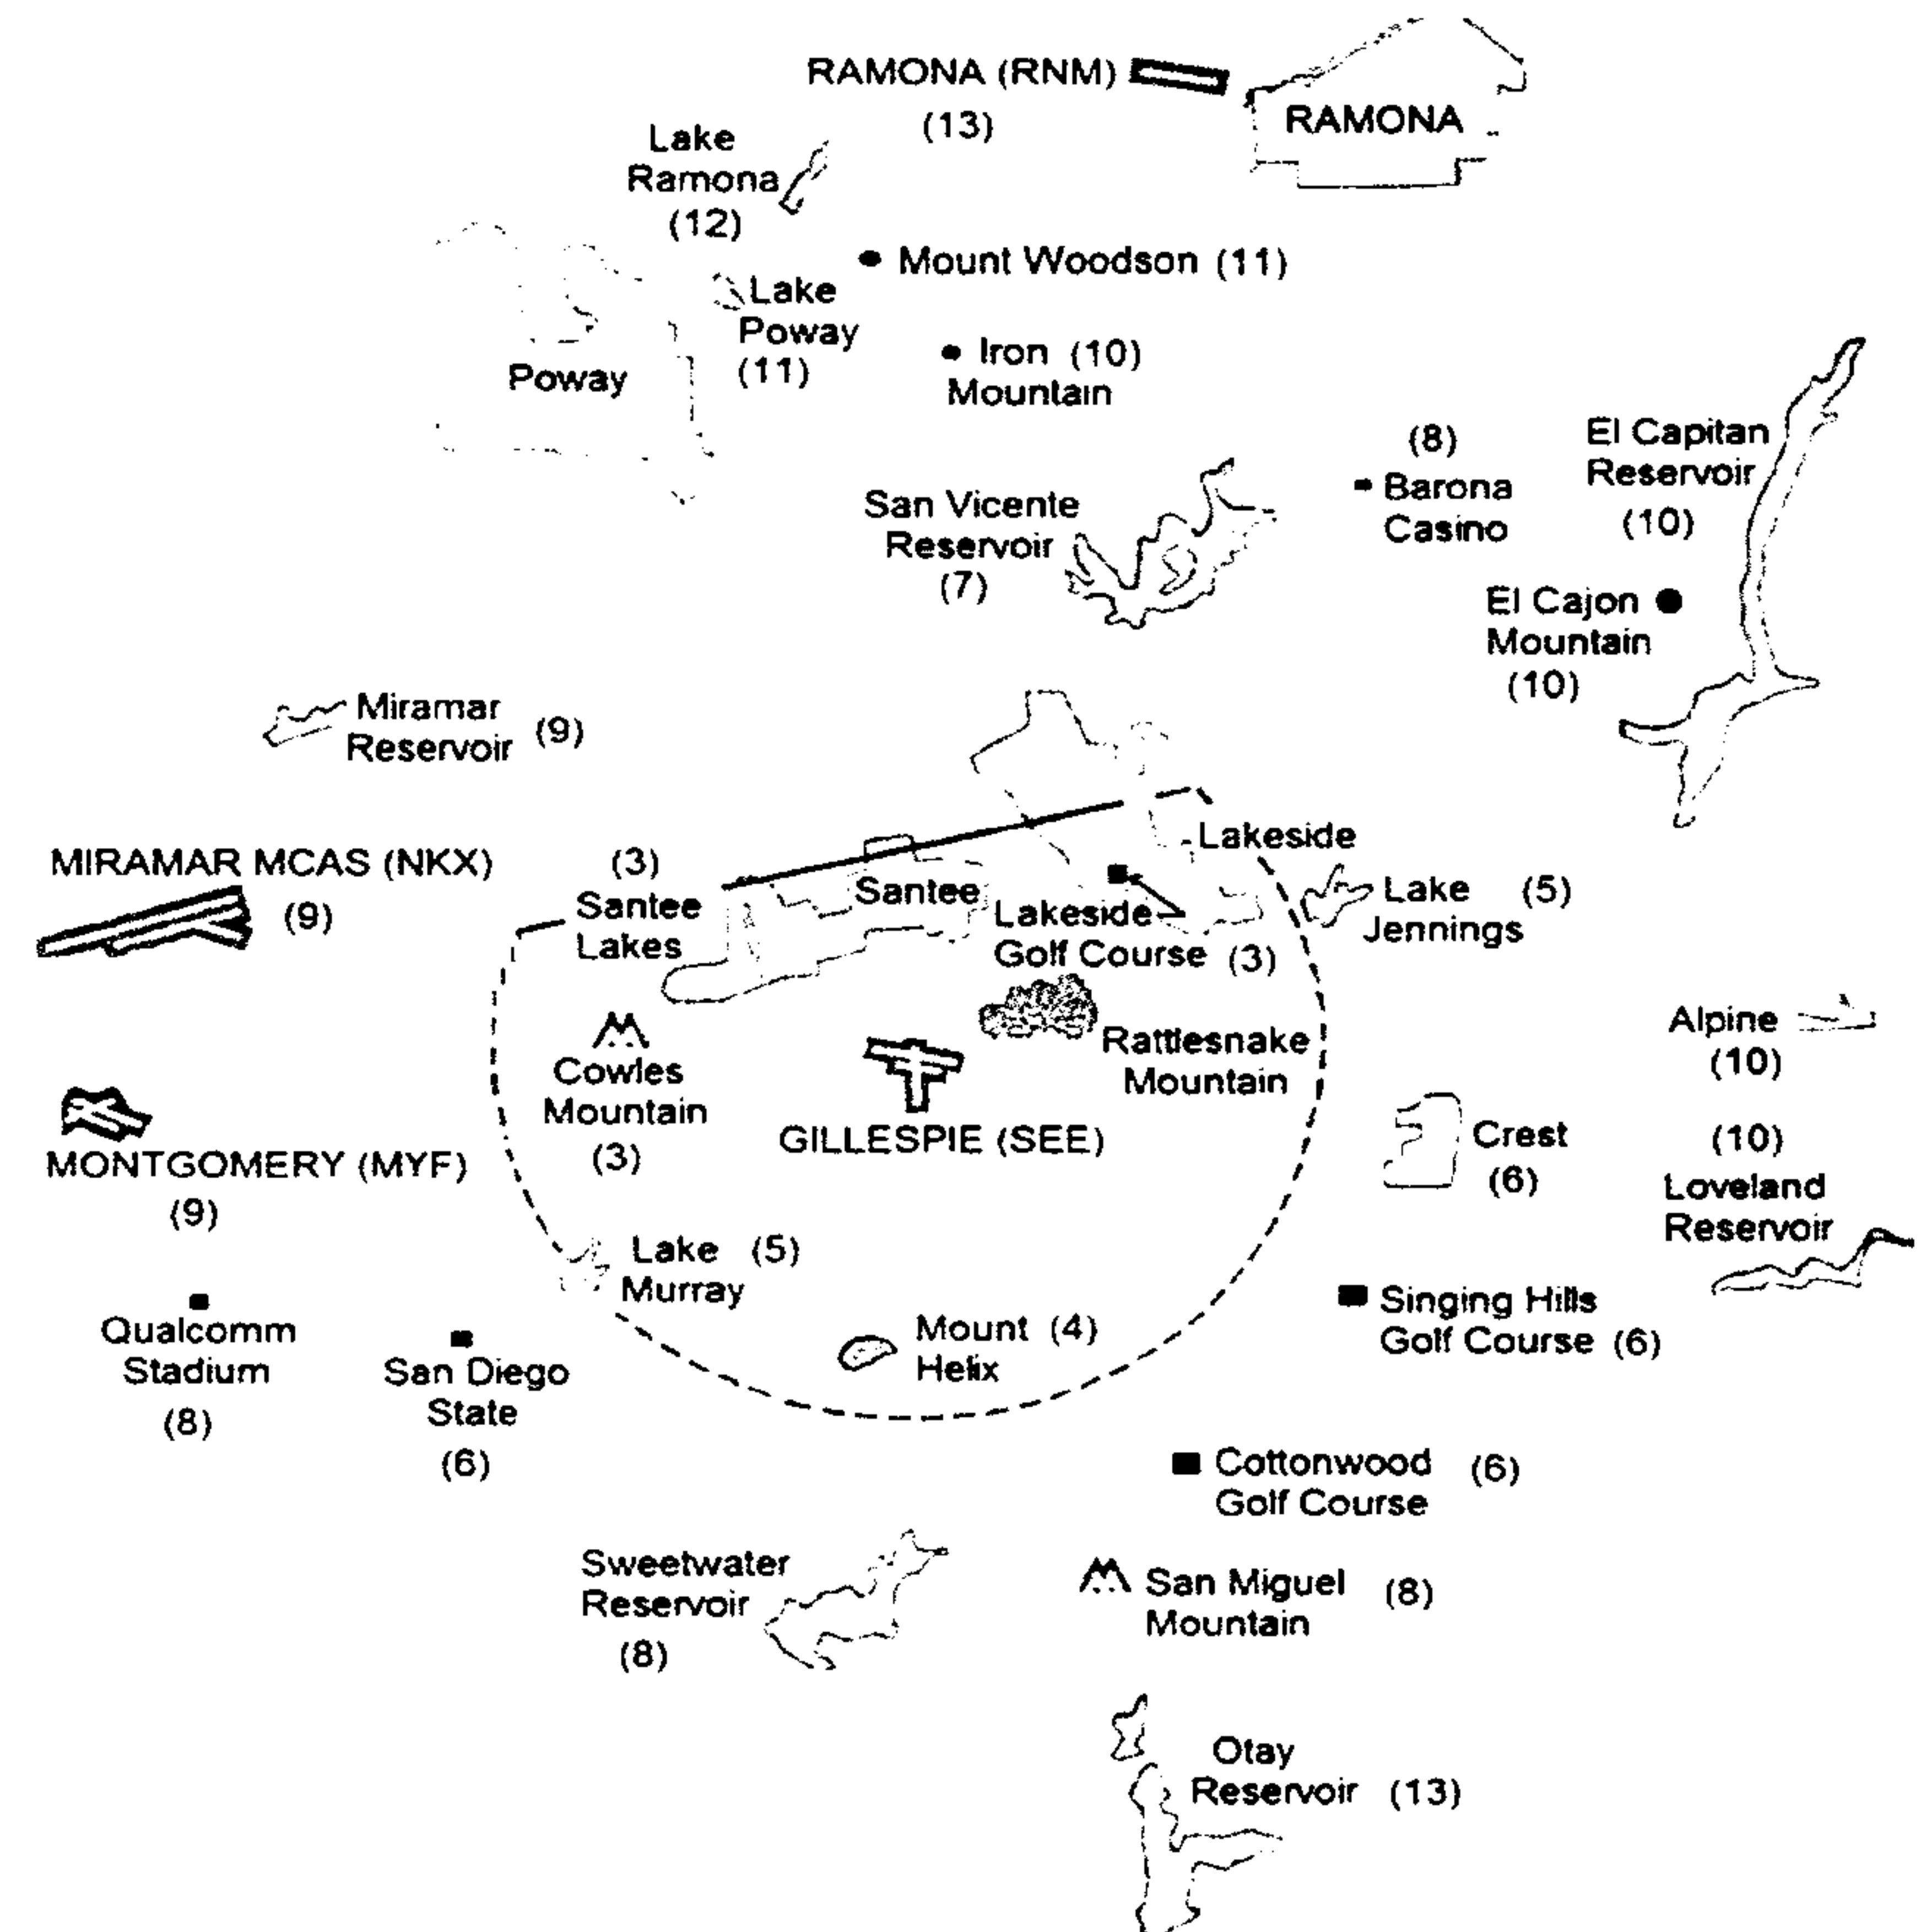 RAMONA (RNM)
(13)
RAMONA
Lake
Ramona
(12)
Mount Woodson (11)
Lake
Poway
(11)
Poway
Iron (10)
Mountain
(8)
Barona
Casino
El Capitan
Reservoir
(10)
San Vicente
Reservoir
(7)
El Cajon
Mountain
(10)
Miramar
Reservoir (9)
MIRAMAR MCAS (NKX)
(9)
(3)
Santee
Lakes
Santee
Lakeside
Lakeside
Golf Course (3)
Lake (5)
Jennings
Rattlesnake
Mountain
Cowles
Mountain
(3)
GILLESPIE (SEE)
Alpine
(10)
MONTGOMERY (MYF)
(9)
Crest
(6)
(10)
Loveland
Reservoir
Lake (5)
Murray
Qualcomm
Stadium
(8)
San Diego
State
(6)
Mount (4)
Helix
Singing Hills
Golf Course (6)
Cottonwood (6)
Golf Course
Sweetwater
Reservoir
(8)
San Miguel (8)
Mountain
Otay
Reservoir (13)